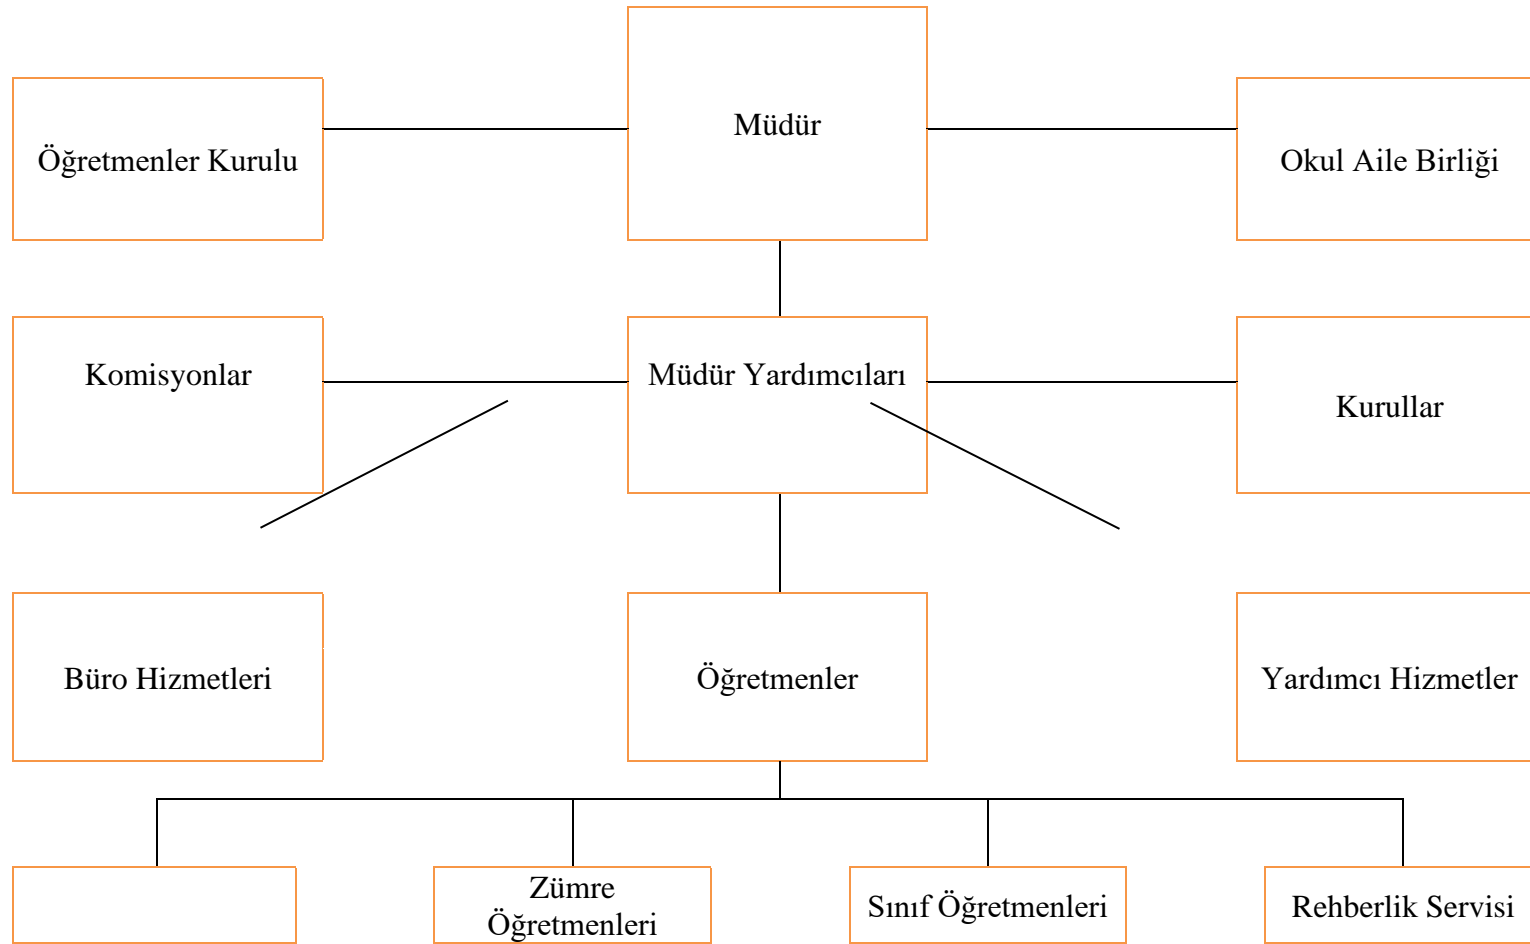 Müdür
Öğretmenler Kurulu
Okul Aile Birliği
Komisyonlar
Müdür Yardımcıları
Kurullar
Büro Hizmetleri
Öğretmenler
Yardımcı Hizmetler
Zümre
Öğretmenleri
Sınıf Öğretmenleri
Rehberlik Servisi